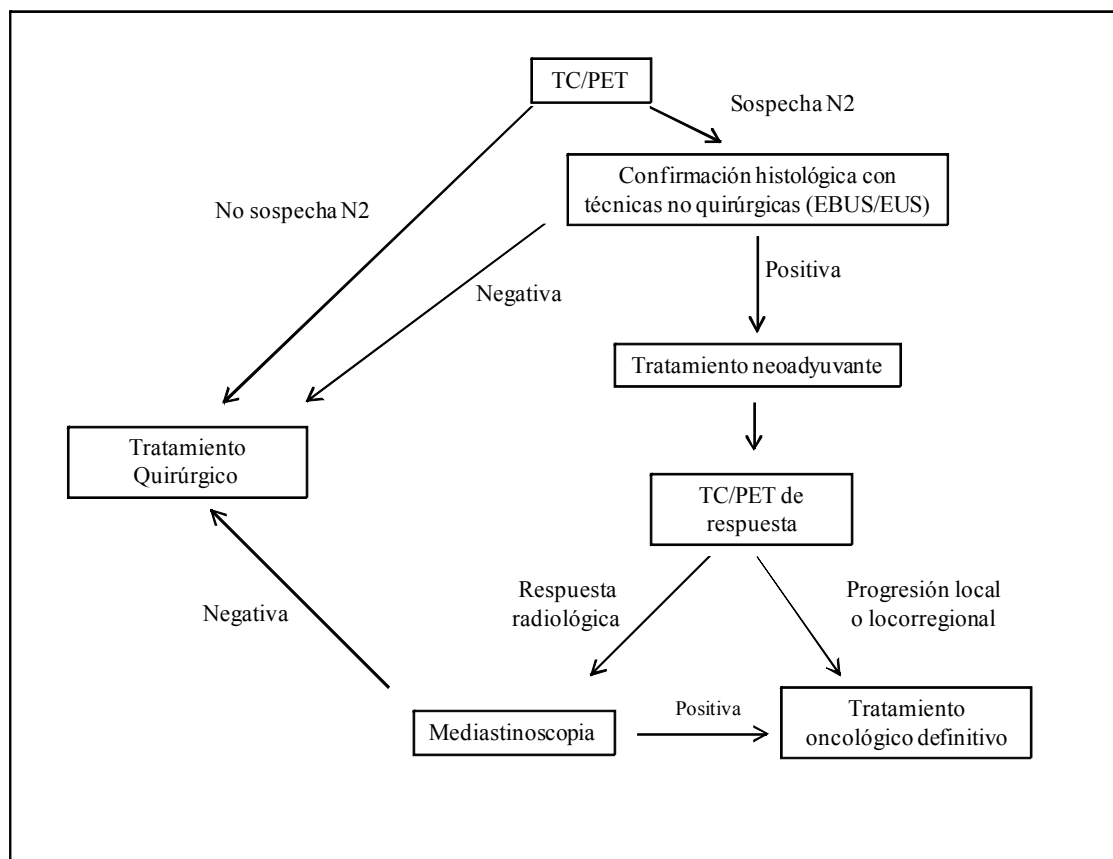 TC/PET
Sospecha N2
Confirmación histológica con
técnicas no quirúrgicas (EBUS/EUS)
No sospecha N2
Positiva
Negativa
Tratamiento neoadyuvante
Tratamiento
Quirúrgico
TC/PET de
respuesta
Respuesta
radiológica
Progresión local
o locorregional
Negativa
Mediastinoscopia
Positiva
Tratamiento
oncológico definitivo